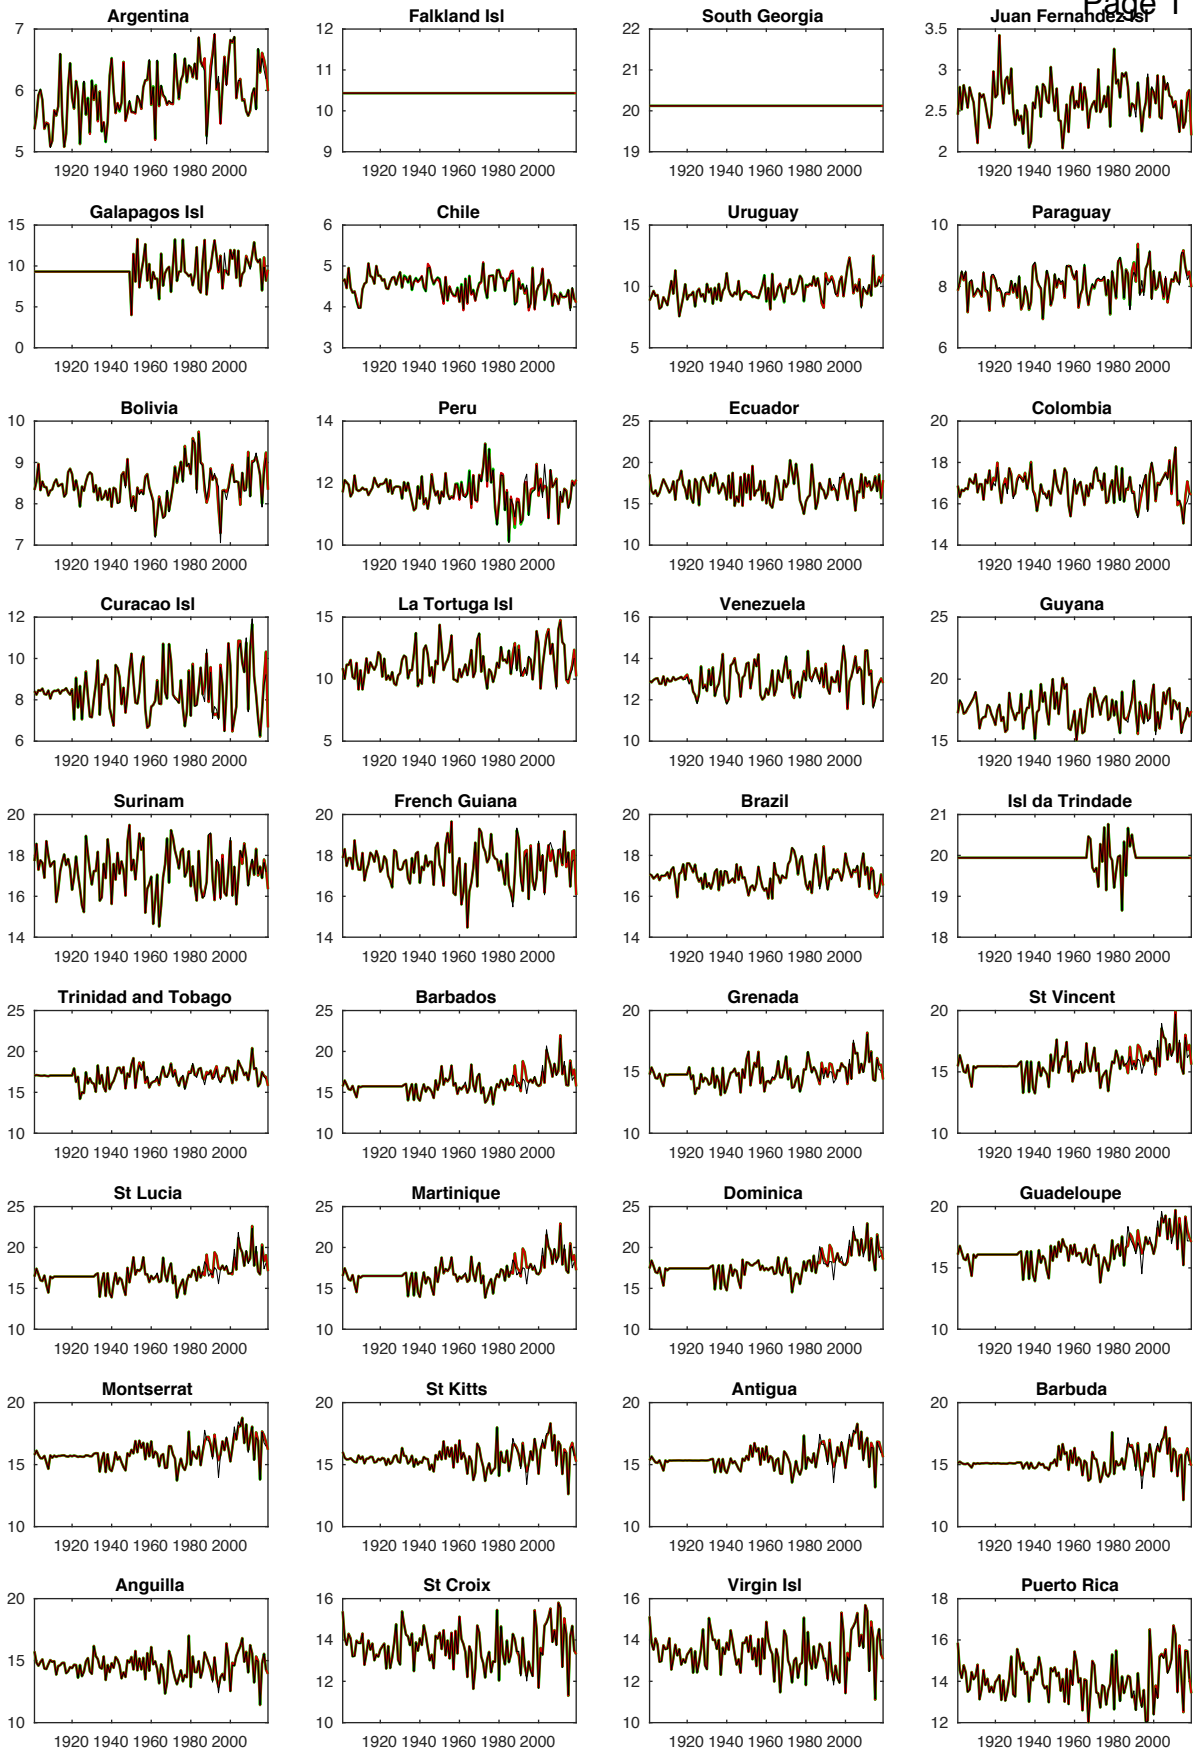 Page 1
Argentina Falkland Isl South Georgia Juan Fernandez Isl
7 12 22 3.5
11 21 3
6
10 20 2.5
5 9 19 2
1920 1940 1960 1980 2000 1920 1940 1960 1980 2000 1920 1940 1960 1980 2000 1920 1940 1960 1980 2000
Galapagos Isl Chile Uruguay Paraguay
15 6 15 10
10 5
10 8
5 4
0 3 5 6
1920 1940 1960 1980 2000 1920 1940 1960 1980 2000 1920 1940 1960 1980 2000 1920 1940 1960 1980 2000
Bolivia Peru Ecuador Colombia
10 14 25 20
9 20 18
12
8 15 16
7 10 10 14
1920 1940 1960 1980 2000 1920 1940 1960 1980 2000 1920 1940 1960 1980 2000 1920 1940 1960 1980 2000
Curacao Isl La Tortuga Isl Venezuela Guyana
12 15 16 25
10 14
10 20
8 12
6 5 10 15
1920 1940 1960 1980 2000 1920 1940 1960 1980 2000 1920 1940 1960 1980 2000 1920 1940 1960 1980 2000
Surinam French Guiana Brazil Isl da Trindade
20 20 25 21
18 18 20 20
16 16 15 19
14 14 10 18
1920 1940 1960 1980 2000 1920 1940 1960 1980 2000 1920 1940 1960 1980 2000 1920 1940 1960 1980 2000
Trinidad and Tobago Barbados Grenada St Vincent
25 25 20 20
20 20
15 15
15 15
10 10 10 10
1920 1940 1960 1980 2000 1920 1940 1960 1980 2000 1920 1940 1960 1980 2000 1920 1940 1960 1980 2000
St Lucia Martinique Dominica Guadeloupe
25 25 25 20
20 20 20
15
15 15 15
10 10 10 10
1920 1940 1960 1980 2000 1920 1940 1960 1980 2000 1920 1940 1960 1980 2000 1920 1940 1960 1980 2000
Montserrat St Kitts Antigua Barbuda
20 20 20 20
15 15 15 15
10 10 10 10
1920 1940 1960 1980 2000 1920 1940 1960 1980 2000 1920 1940 1960 1980 2000 1920 1940 1960 1980 2000
Anguilla St Croix Virgin Isl Puerto Rica
20 16 16 18
16
15 14 14
14
10 12 12 12
10 10
1920 1940 1960 1980 2000 1920 1940 1960 1980 2000 1920 1940 1960 1980 2000 1920 1940 1960 1980 2000